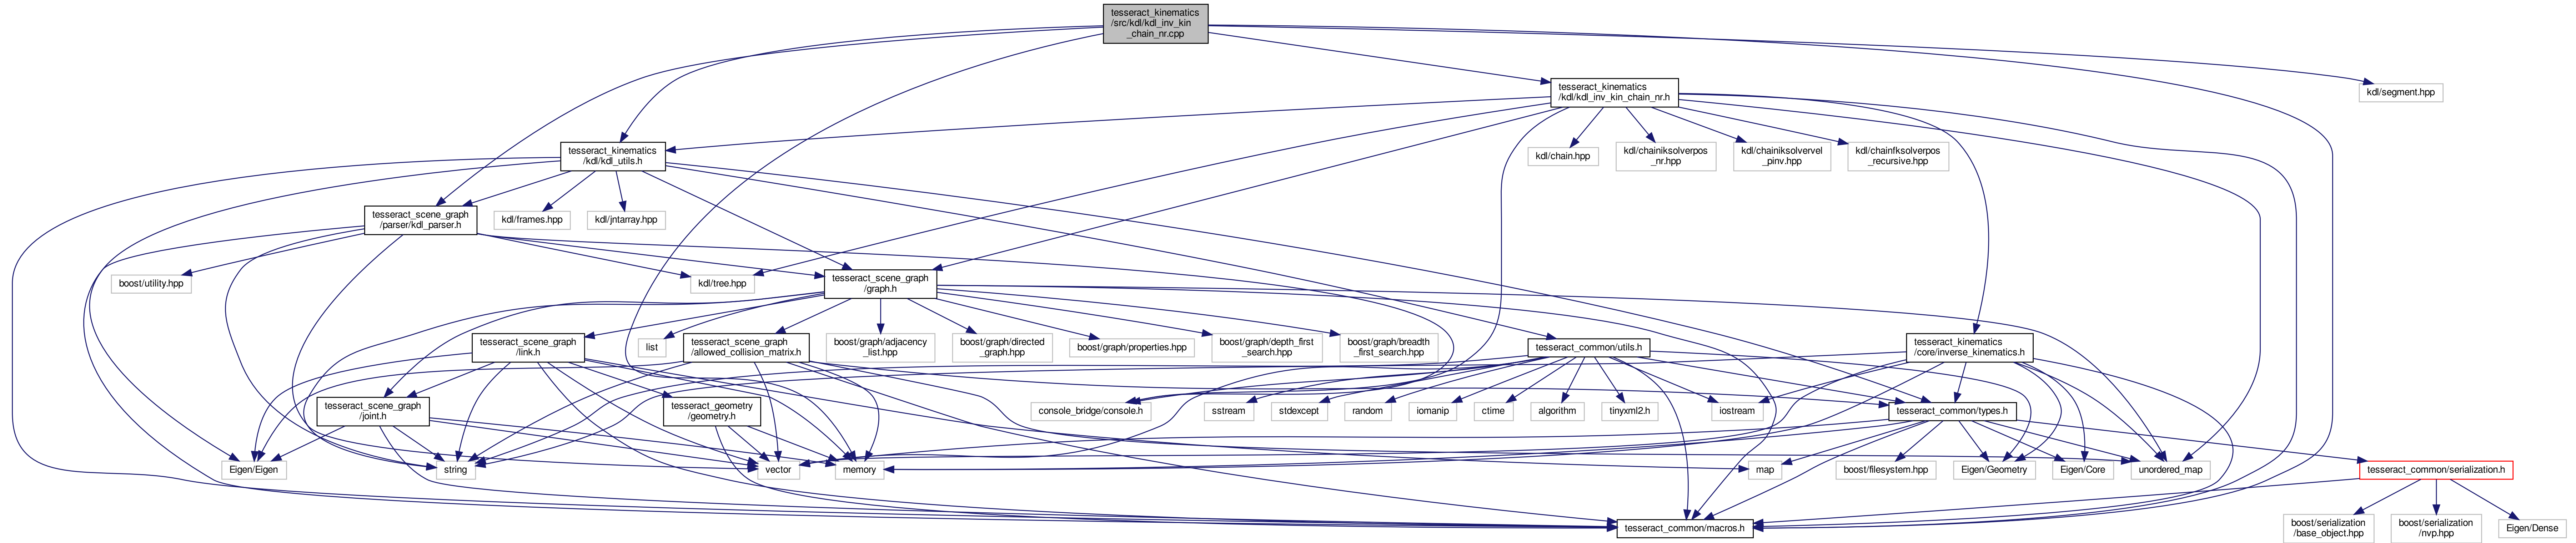 tesseract_kinematics
/src/kdl/kdl_inv_kin
_chain_nr.cpp
tesseract_kinematics
/kdl/kdl_inv_kin_chain_nr.h
kdl/segment.hpp
tesseract_kinematics
/kdl/kdl_utils.h
kdl/chain.hpp
kdl/chainiksolverpos
_nr.hpp
kdl/chainiksolvervel
_pinv.hpp
kdl/chainfksolverpos
_recursive.hpp
tesseract_scene_graph
/parser/kdl_parser.h
kdl/frames.hpp
kdl/jntarray.hpp
boost/utility.hpp
kdl/tree.hpp
tesseract_scene_graph
/graph.h
tesseract_scene_graph
/link.h
list
tesseract_scene_graph
/allowed_collision_matrix.h
boost/graph/adjacency
_list.hpp
boost/graph/directed
_graph.hpp
boost/graph/properties.hpp
boost/graph/depth_first
_search.hpp
boost/graph/breadth
_first_search.hpp
tesseract_common/utils.h
tesseract_kinematics
/core/inverse_kinematics.h
tesseract_scene_graph
/joint.h
tesseract_geometry
/geometry.h
console_bridge/console.h
sstream
stdexcept
random
iomanip
ctime
algorithm
tinyxml2.h
iostream
tesseract_common/types.h
Eigen/Eigen
string
vector
memory
map
boost/filesystem.hpp
Eigen/Geometry
Eigen/Core
unordered_map
tesseract_common/serialization.h
tesseract_common/macros.h
boost/serialization
/base_object.hpp
boost/serialization
/nvp.hpp
Eigen/Dense